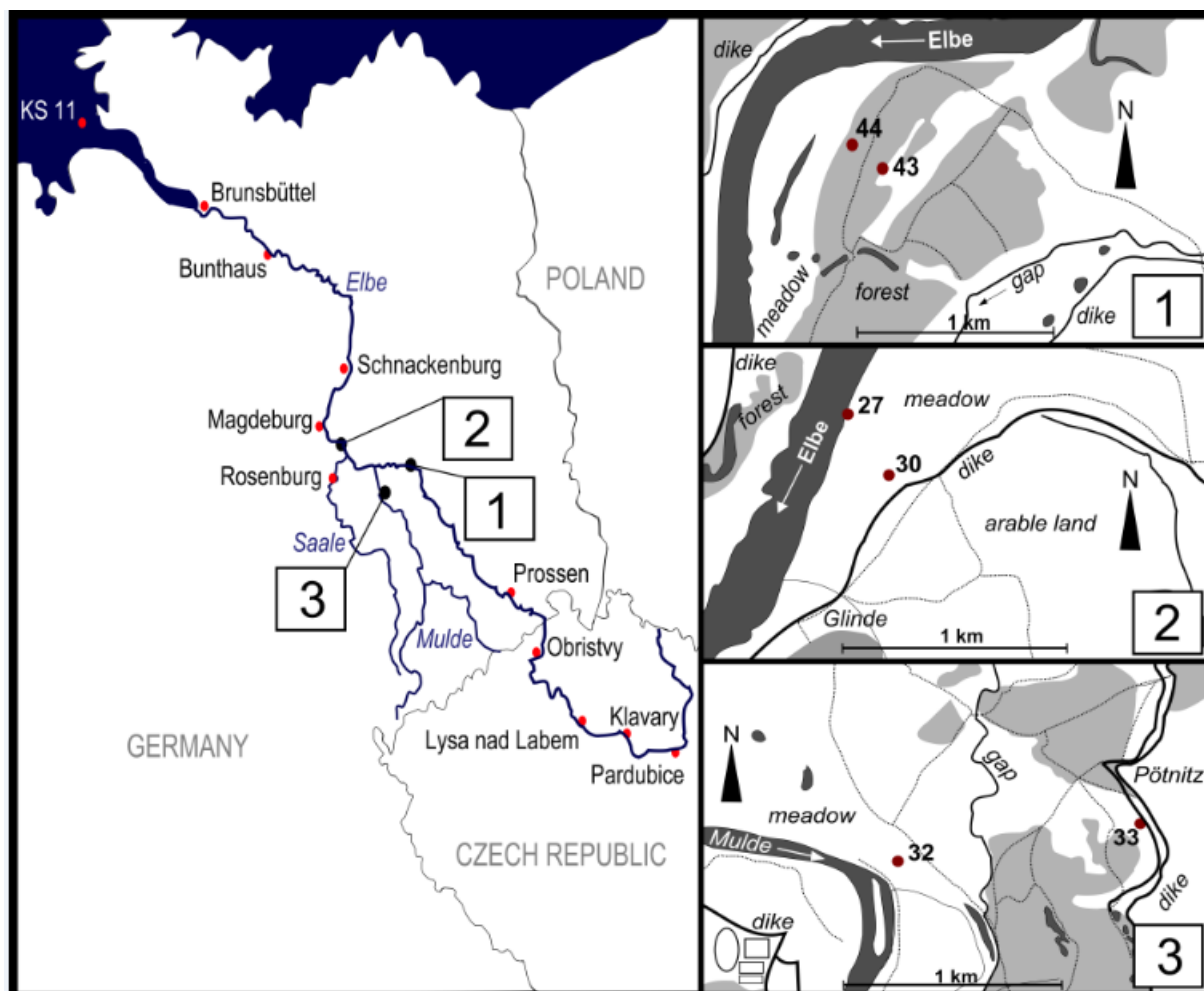 KS 11
Brunsbüttel
Bunthaus
Elbe
POLAND
Schnackenburg
Magdeburg
2
Rosenburg
1
Saale
3
Prossen
Mulde
Obristvy
Klavary
Lysa nad Labem
Pardubice
GERMANY
CZECH REPUBLIC
dike
Elbe
N
44
43
meadow
forest
gap
dike
1 km
1
dike
forest
27
meadow
Elbe
30
dike
N
arable land
Glinde
1 km
2
N
gap
Pötnitz
meadow
Mulde
32
33
dike
dike
1 km
3